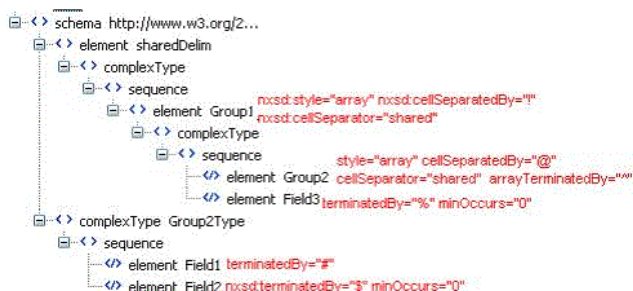 schema http://www.w3.org/2...
element sharedDelim
complexType
sequence
element Group1 nxsd:style="array" nxsd:cellSeparatedBy="!"
nxsd:cellSeparator="shared"
complexType
sequence
style="array" cellSeparatedBy="@"
element Group2 cellSeparator="shared" arrayTerminatedBy="^"
element Field3 terminatedBy="%" minOccurs="0"
complexType Group2Type
sequence
element Field1 terminatedBy="#"
element Field2 nxsd:terminatedBy="$" minOccurs="0"